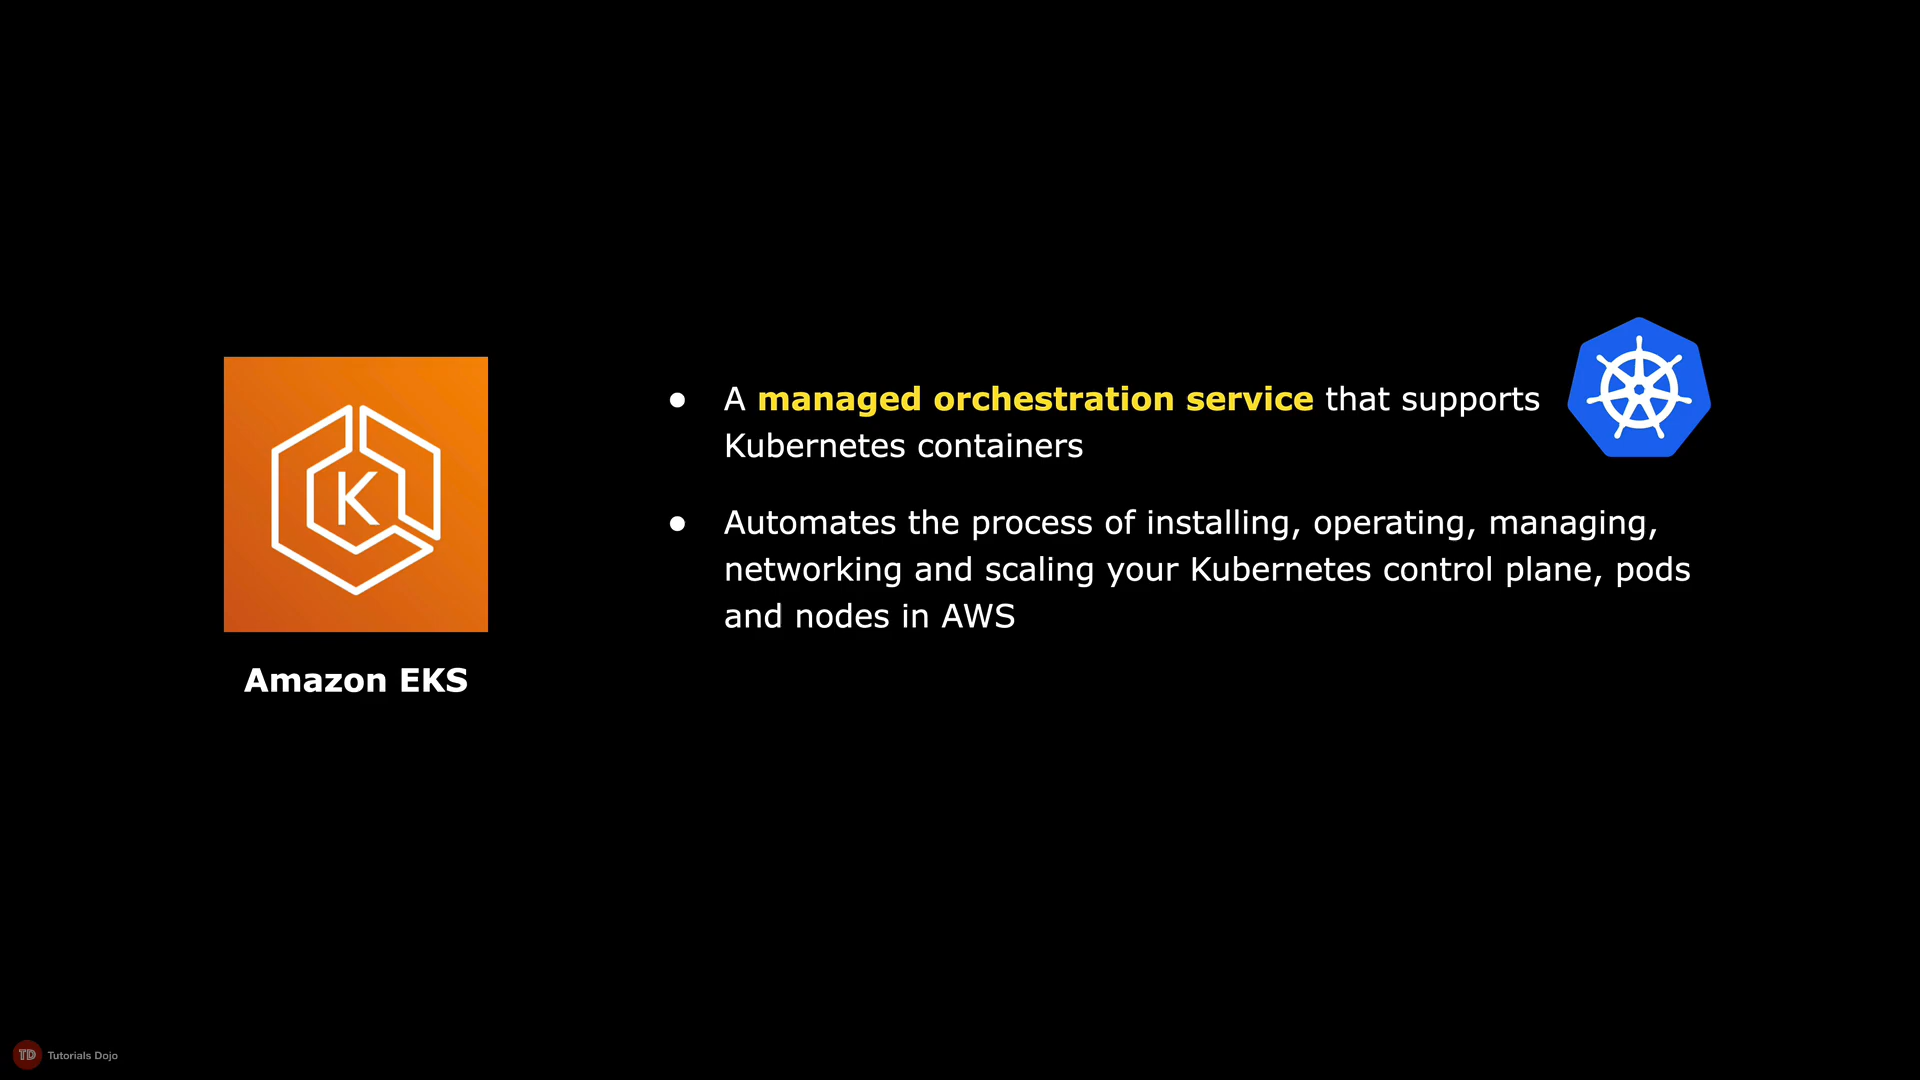 K
Amazon EKS
● A managed orchestration service that supports
Kubernetes containers
● Automates the process of installing, operating, managing,
networking and scaling your Kubernetes control plane, pods
and nodes in AWS
TD Tutorials Dojo